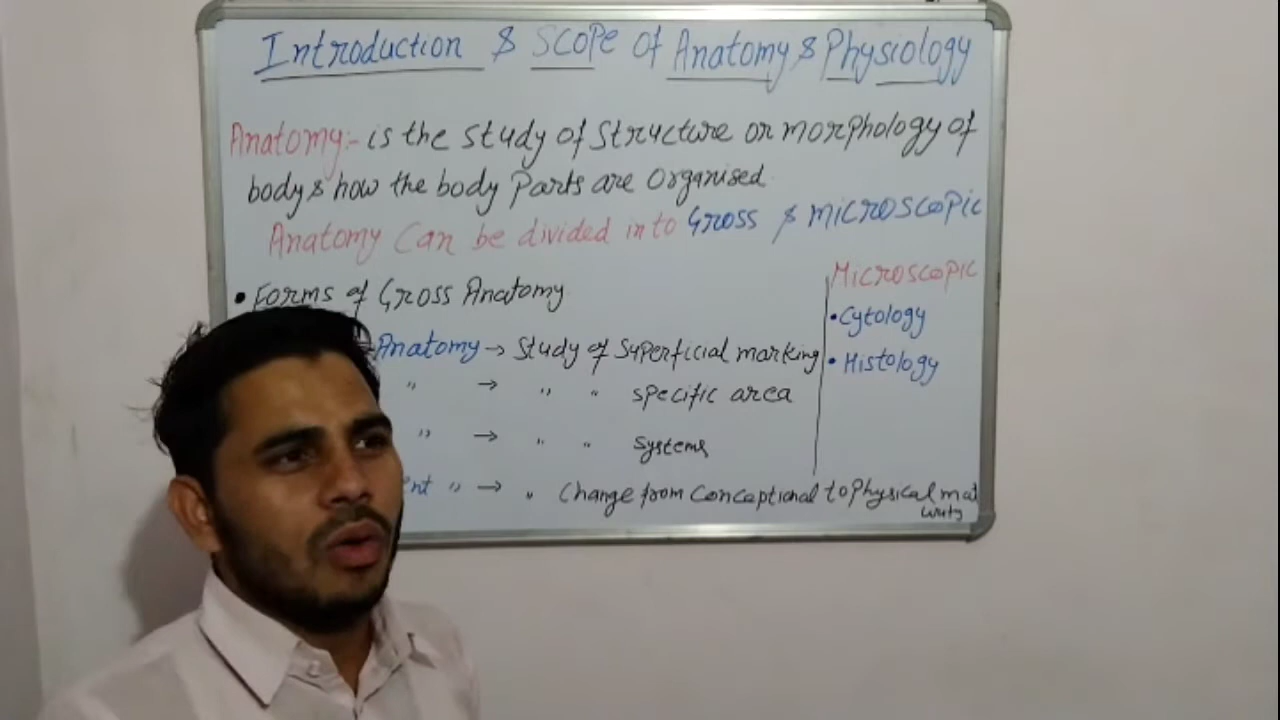 Introduction & Scope of Anatomy & Physiology
Anatomy:- is the study of structure or morphology of
body & how the body Parts are Organised.
Anatomy Can be divided into Gross & Microscopic
• Forms of Gross Anatomy
Anatomy → Study of Superficial marking
" → " " specific area
" → " " Systems
ent " → " Change from Conceptional to Physical mat
urity
Microscopic
• Cytology
• Histology